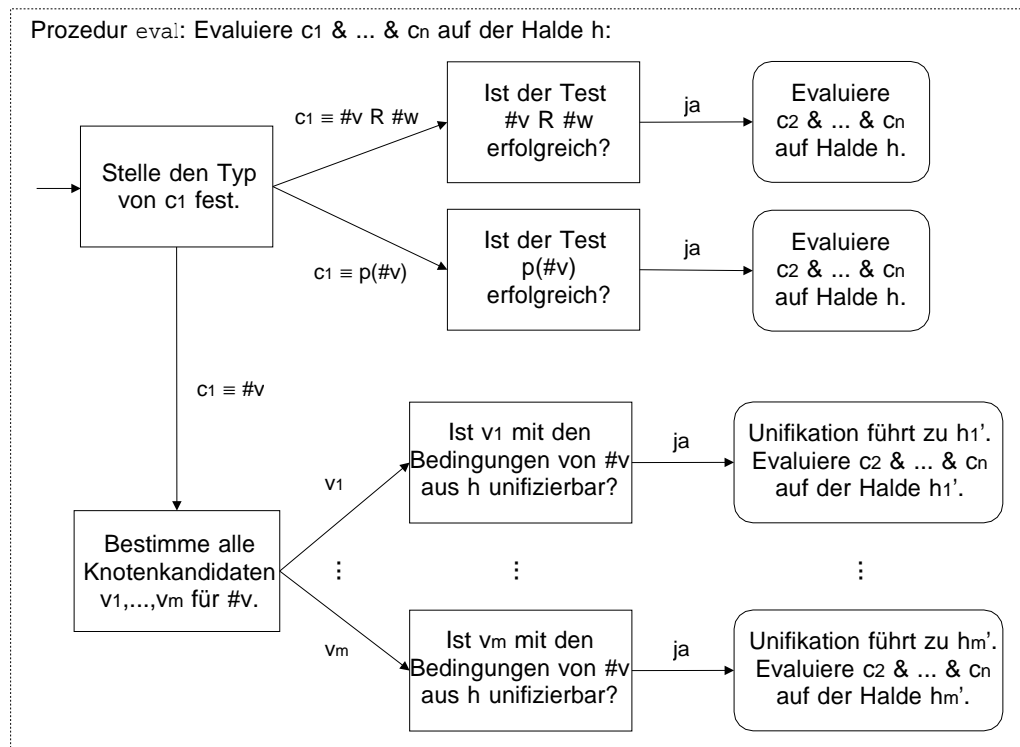 Prozedur eval: Evaluiere c1 & ... & cn auf der Halde h:
c1 ≡ #v R #w
Ist der Test
#v R #w
erfolgreich?
ja
Evaluiere
c2 & ... & cn
auf Halde h.
Stelle den Typ
von c1 fest.
c1 ≡ p(#v)
Ist der Test
p(#v)
erfolgreich?
ja
Evaluiere
c2 & ... & cn
auf Halde h.
c1 ≡ #v
Bestimme alle
Knotenkandidaten
v1,...,vm für #v.
v1
Ist v1 mit den
Bedingungen von #v
aus h unifizierbar?
ja
Unifikation führt zu h1'.
Evaluiere c2 & ... & cn
auf der Halde h1'.
⋮ ⋮ ⋮
vm
Ist vm mit den
Bedingungen von #v
aus h unifizierbar?
ja
Unifikation führt zu hm'.
Evaluiere c2 & ... & cn
auf der Halde hm'.